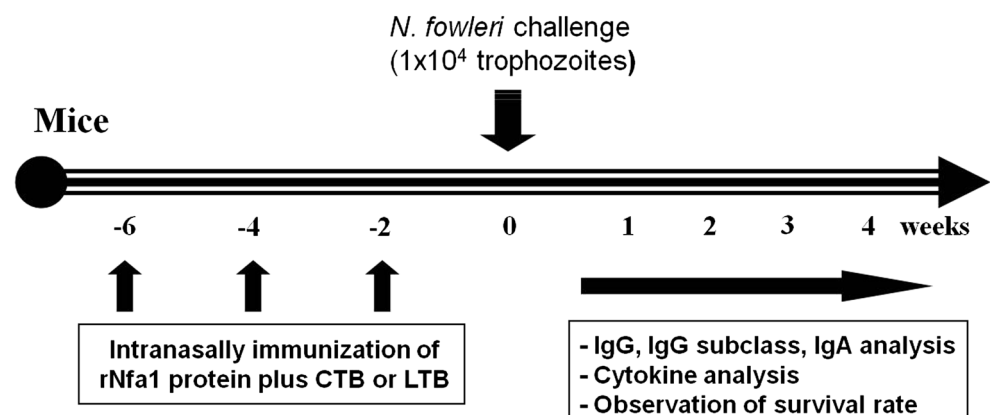 N. fowleri challenge
(1x10⁴ trophozoites)
Mice
-6 -4 -2 0 1 2 3 4 weeks
Intranasally immunization of
rNfa1 protein plus CTB or LTB
- IgG, IgG subclass, IgA analysis
- Cytokine analysis
- Observation of survival rate